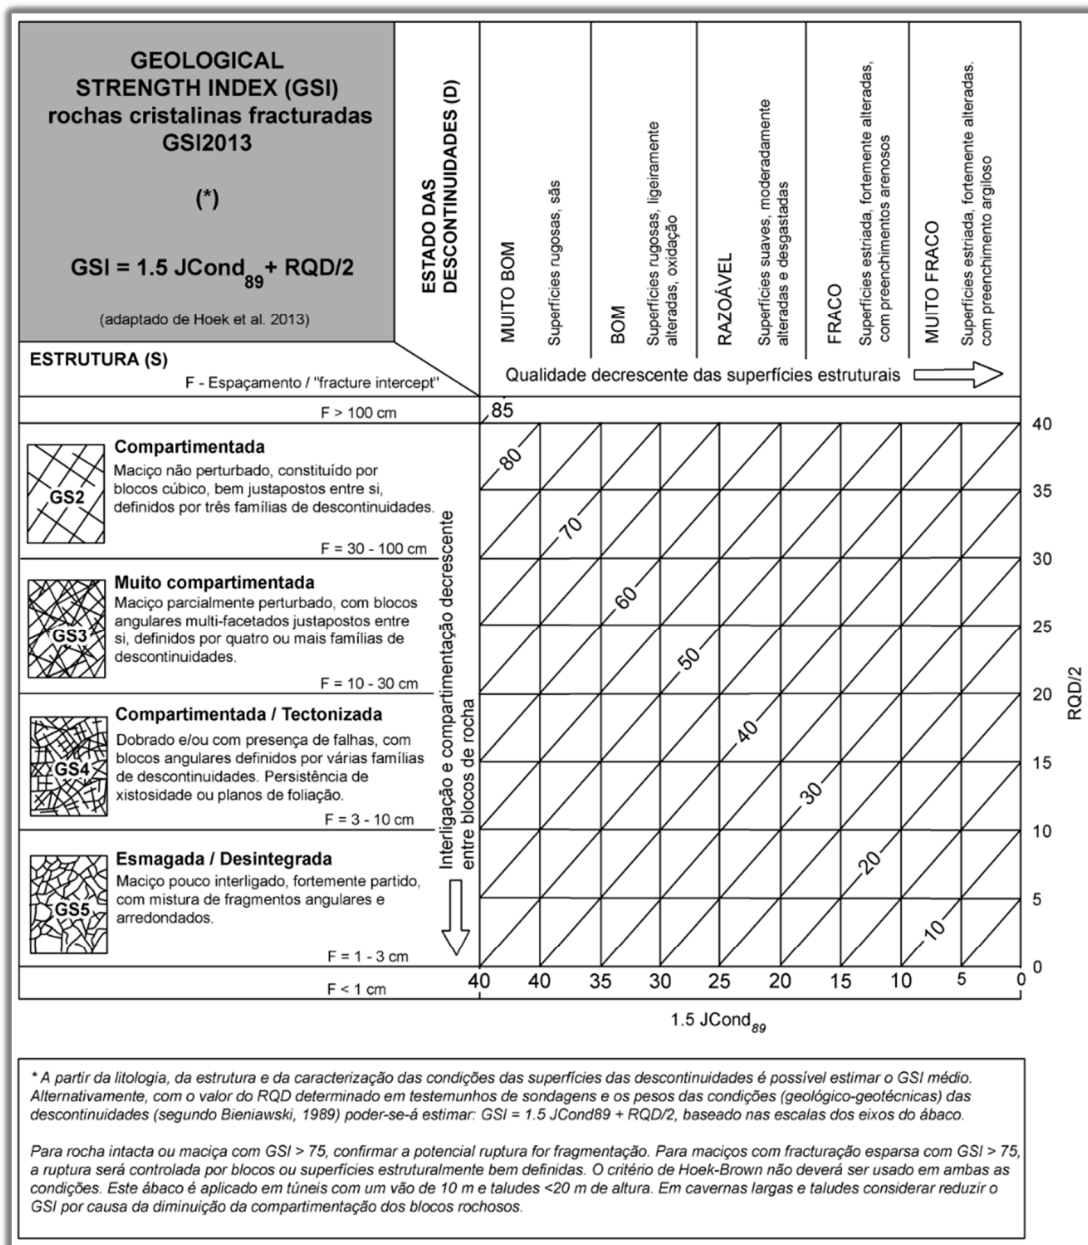 GEOLOGICAL
STRENGTH INDEX (GSI)
rochas cristalinas fracturadas
GSI2013
(*)
GSI = 1.5 JCond89+ RQD/2
(adaptado de Hoek et al. 2013)
ESTADO DAS
DESCONTINUIDADES (D)
MUITO BOM
Superfícies rugosas, sãs
BOM
Superfícies rugosas, ligeiramente
alteradas, oxidação
RAZOÁVEL
Superfícies suaves, moderadamente
alteradas e desgastadas
FRACO
Superfícies estriada, fortemente alteradas,
com preenchimentos arenosos
MUITO FRACO
Superfícies estriada, fortemente alteradas.
com preenchimento argiloso
ESTRUTURA (S)
F - Espaçamento / "fracture intercept"
Qualidade decrescente das superfícies estruturais
F > 100 cm
Compartimentada
Maciço não perturbado, constituído por
blocos cúbico, bem justapostos entre si,
definidos por três famílias de descontinuidades.
GS2
F = 30 - 100 cm
Muito compartimentada
Maciço parcialmente perturbado, com blocos
angulares multi-facetados justapostos entre
si, definidos por quatro ou mais famílias de
descontinuidades.
GS3
F = 10 - 30 cm
Compartimentada / Tectonizada
Dobrado e/ou com presença de falhas, com
blocos angulares definidos por várias famílias
de descontinuidades. Persistência de
xistosidade ou planos de foliação.
GS4
F = 3 - 10 cm
Esmagada / Desintegrada
Maciço pouco interligado, fortemente partido,
com mistura de fragmentos angulares e
arredondados.
GS5
F = 1 - 3 cm
F < 1 cm
Interligação e compartimentação decrescente
entre blocos de rocha
85
80
70
60
50
40
30
20
10
40
35
30
25
20
15
10
5
0
RQD/2
40 40 35 30 25 20 15 10 5 0
1.5 JCond89
* A partir da litologia, da estrutura e da caracterização das condições das superfícies das descontinuidades é possível estimar o GSI médio.
Alternativamente, com o valor do RQD determinado em testemunhos de sondagens e os pesos das condições (geológico-geotécnicas) das
descontinuidades (segundo Bieniawski, 1989) poder-se-á estimar: GSI = 1.5 JCond89 + RQD/2, baseado nas escalas dos eixos do ábaco.
Para rocha intacta ou maciça com GSI > 75, confirmar a potencial ruptura for fragmentação. Para maciços com fracturação esparsa com GSI > 75,
a ruptura será controlada por blocos ou superfícies estruturalmente bem definidas. O critério de Hoek-Brown não deverá ser usado em ambas as
condições. Este ábaco é aplicado em túneis com um vão de 10 m e taludes <20 m de altura. Em cavernas largas e taludes considerar reduzir o
GSI por causa da diminuição da compartimentação dos blocos rochosos.